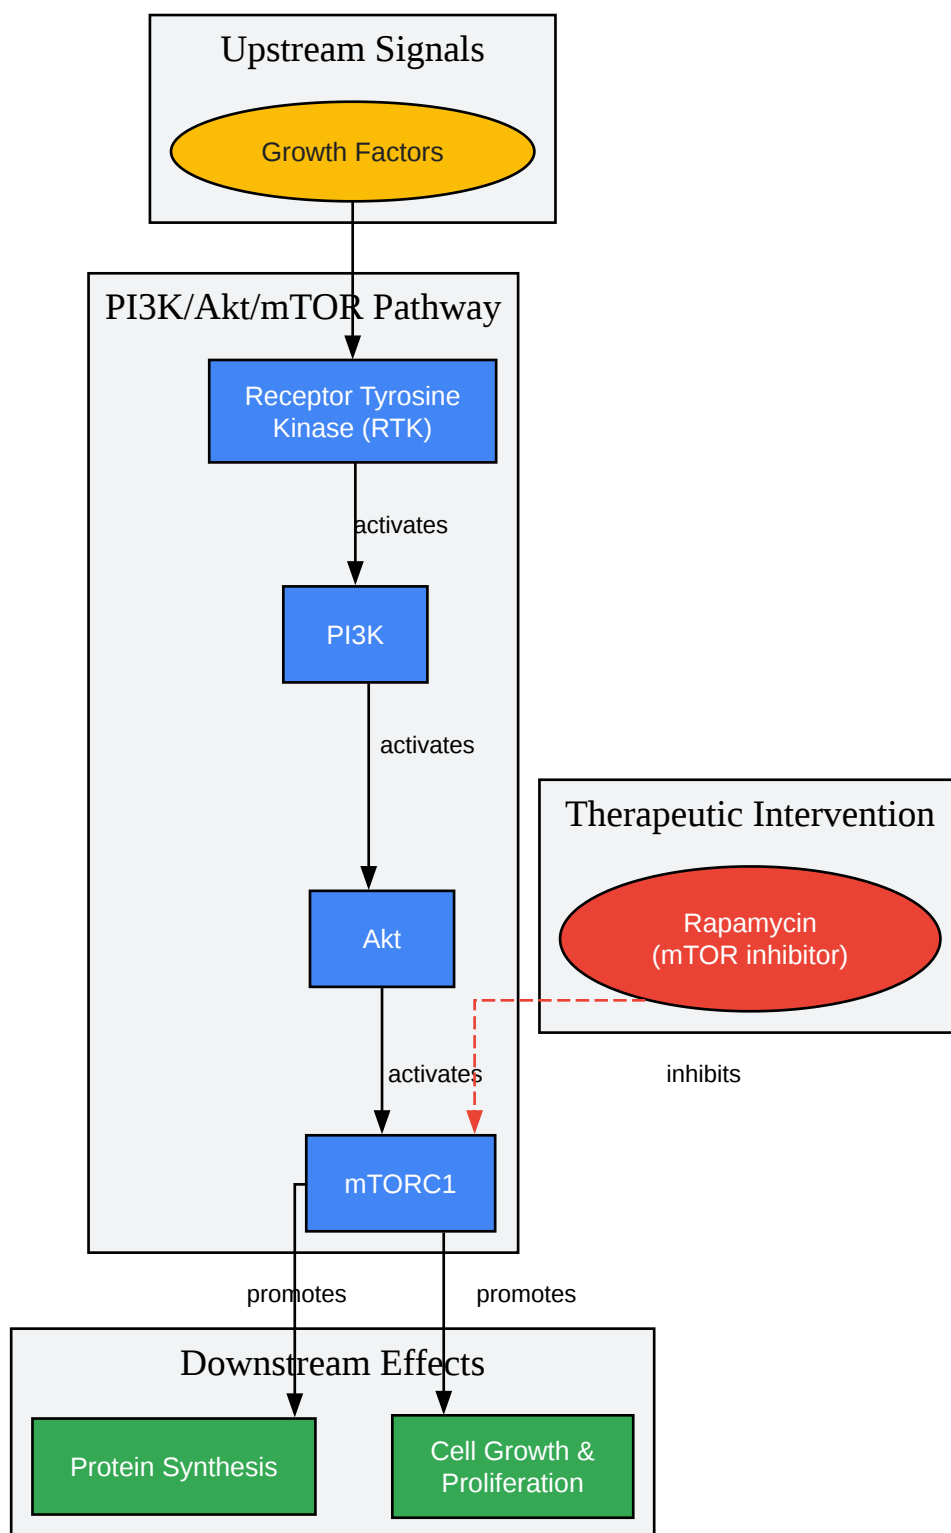 Upstream Signals
Growth Factors
PI3K/Akt/mTOR Pathway
Receptor Tyrosine
Kinase (RTK)
activates
PI3K
activates
Therapeutic Intervention
Rapamycin
(mTOR inhibitor)
Akt
activates
inhibits
mTORC1
promotes
promotes
Downstream Effects
Protein Synthesis
Cell Growth &
Proliferation